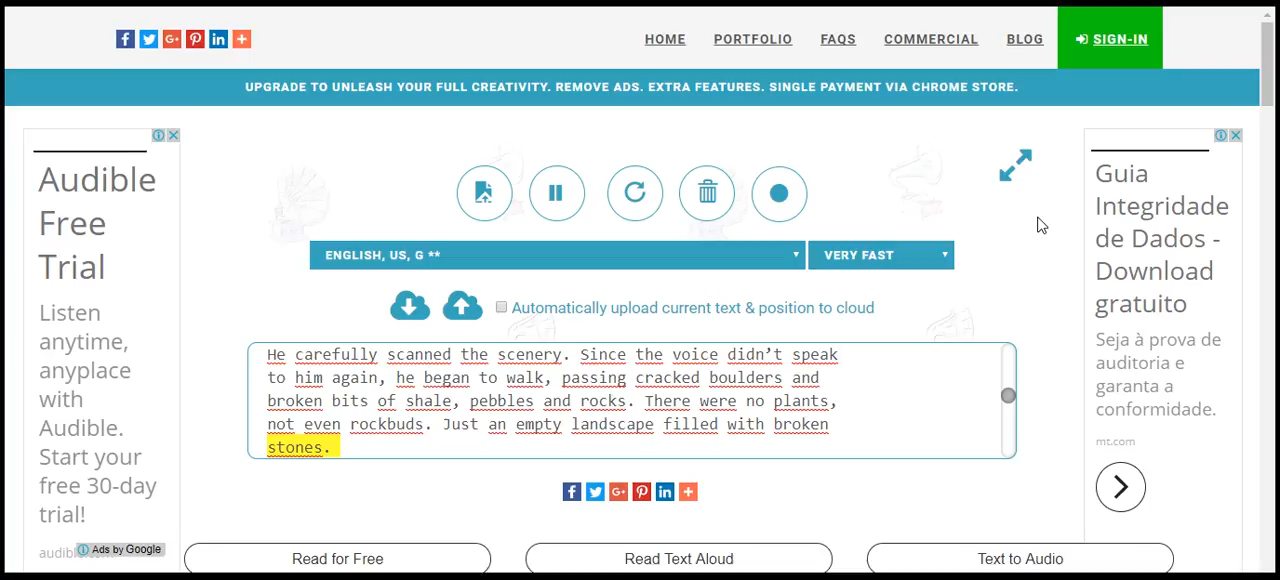 HOME PORTFOLIO FAQS COMMERCIAL BLOG SIGN-IN
UPGRADE TO UNLEASH YOUR FULL CREATIVITY. REMOVE ADS. EXTRA FEATURES. SINGLE PAYMENT VIA CHROME STORE.
Audible
Free
Trial
Listen
anytime,
anyplace
with
Audible.
Start your
free 30-day
trial!
Ads by Google
ENGLISH, US, G ** VERY FAST
Automatically upload current text & position to cloud
He carefully scanned the scenery. Since the voice didn’t speak
to him again, he began to walk, passing cracked boulders and
broken bits of shale, pebbles and rocks. There were no plants,
not even rockbuds. Just an empty landscape filled with broken
stones.
Read for Free Read Text Aloud Text to Audio
Guia
Integridade
de Dados -
Download
gratuito
Seja à prova de
auditoria e
garanta a
conformidade.
mt.com